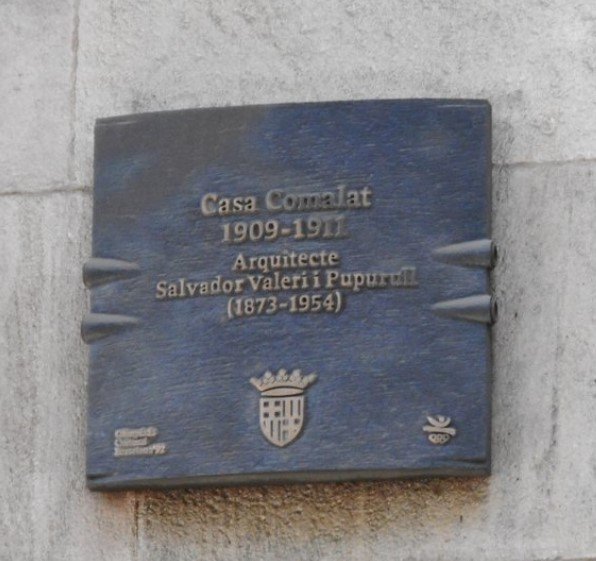 Casa Comalat
1909-1911
Arquitecte
Salvador Valeri i Pupurull
(1873-1954)